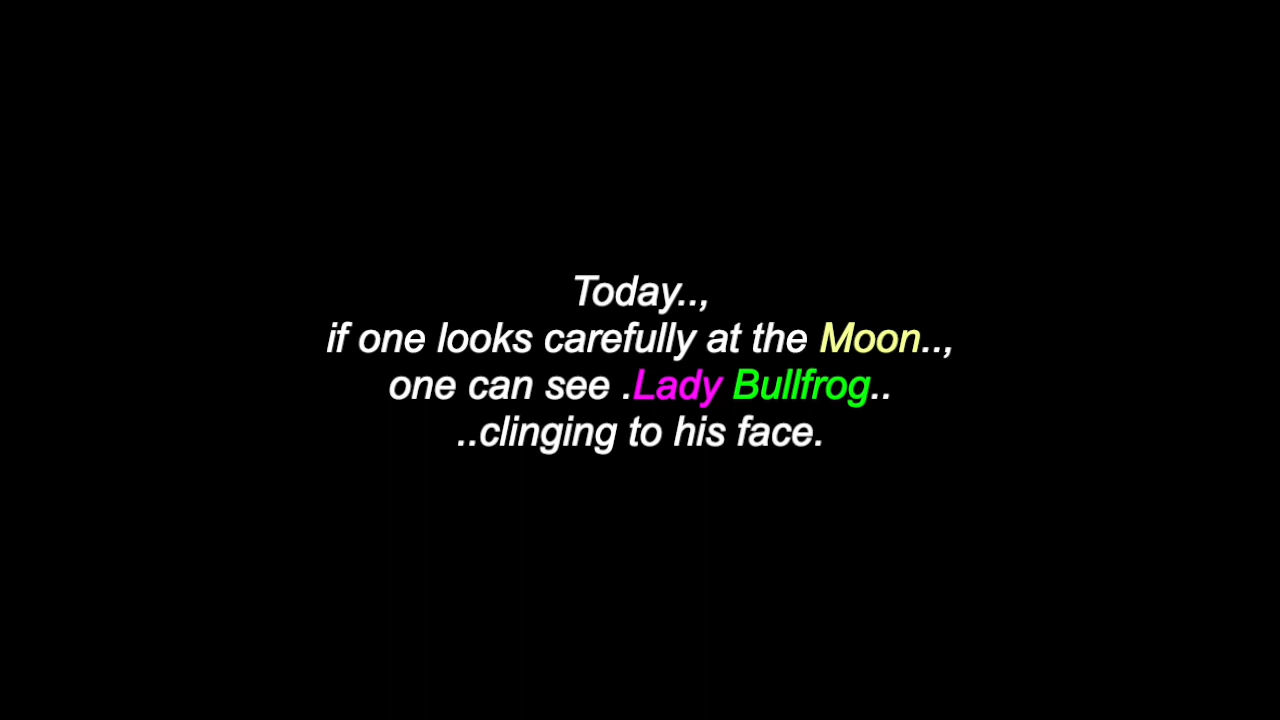 Today..,
if one looks carefully at the Moon..,
one can see .Lady Bullfrog..
..clinging to his face.